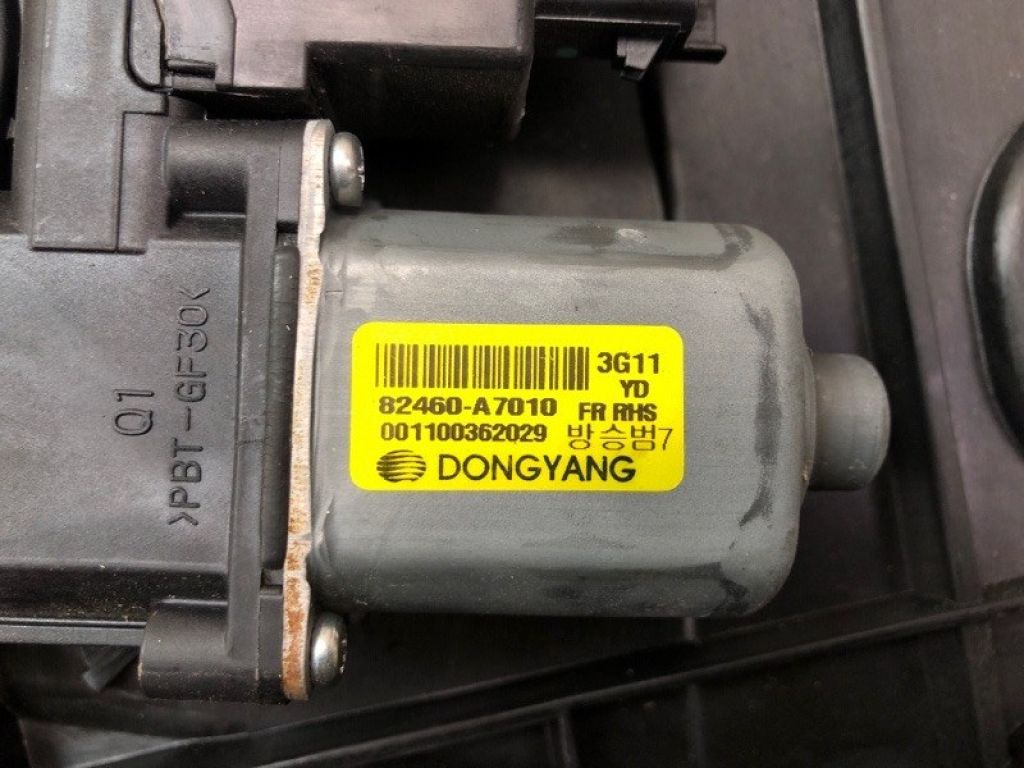 3G11
YD
82460-A7010 FR RHS
001100362029 방승범7
DONGYANG
Q1
>PBT-GF30<